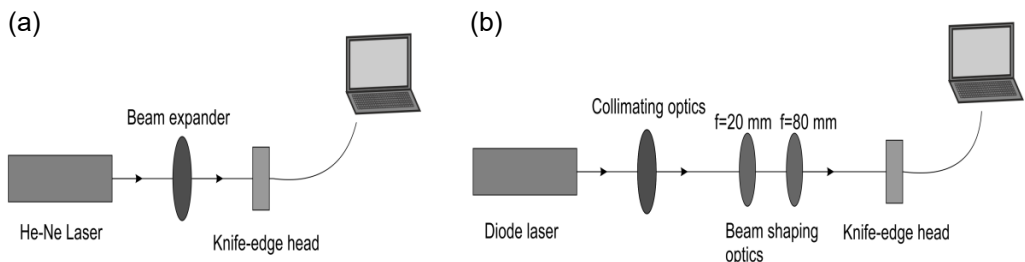 (a)
Beam expander
He-Ne Laser
Knife-edge head
(b)
Collimating optics
f=20 mm
f=80 mm
Diode laser
Beam shaping
optics
Knife-edge head